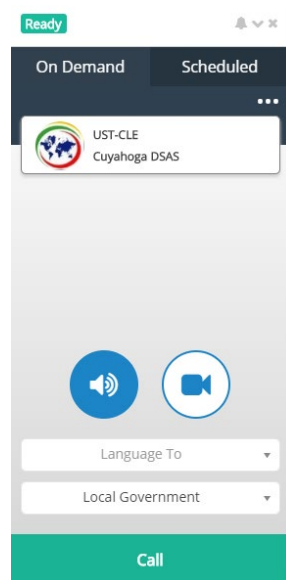 Ready
On Demand
Scheduled
UST-CLE
Cuyahoga DSAS
Language To
Local Government
Call